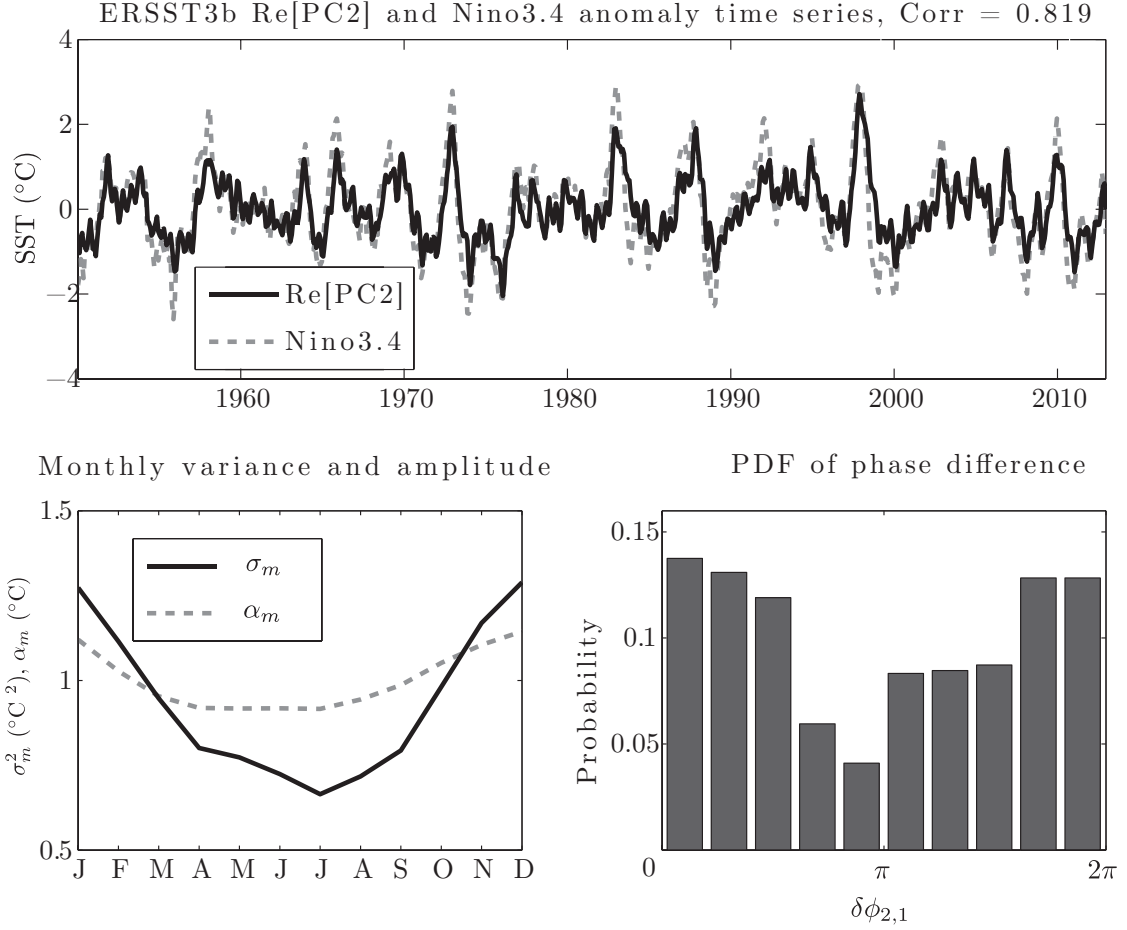 ERSST3b Re[PC2] and Nino3.4 anomaly time series, Corr = 0.819
4
2
0
−2
−4
SST (°C)
Re[PC2]
Nino3.4
1960 1970 1980 1990 2000 2010
Monthly variance and amplitude
1.5
1
0.5
σ²ₘ (°C ²), αₘ (°C)
σₘ
αₘ
J F M A M J J A S O N D
PDF of phase difference
0.15
0.1
0.05
Probability
0 π 2π
δϕ₂,₁